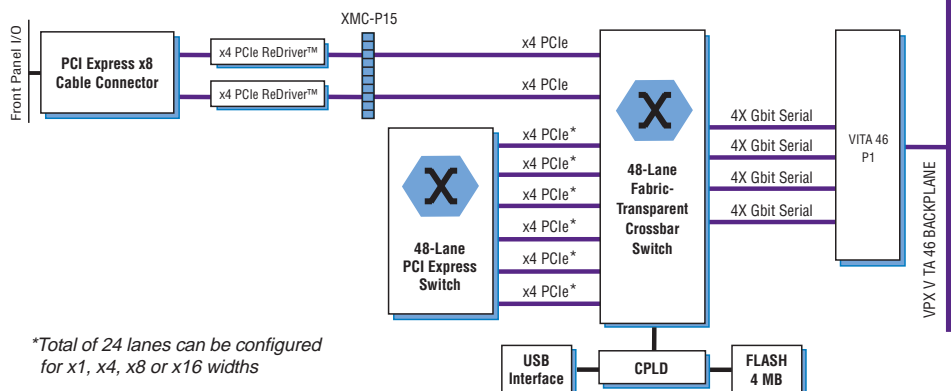 Front Panel I/O
PCI Express x8
Cable Connector
x4 PCIe ReDriver™
x4 PCIe ReDriver™
XMC-P15
x4 PCIe
x4 PCIe
X
48-Lane
Fabric-
Transparent
Crossbar
Switch
x4 PCIe*
x4 PCIe*
x4 PCIe*
x4 PCIe*
x4 PCIe*
x4 PCIe*
X
48-Lane
PCI Express
Switch
4X Gbit Serial
4X Gbit Serial
4X Gbit Serial
4X Gbit Serial
VITA 46
P1
VPX V TA 46 BACKPLANE
*Total of 24 lanes can be configured
for x1, x4, x8 or x16 widths
USB
Interface
CPLD
FLASH
4 MB